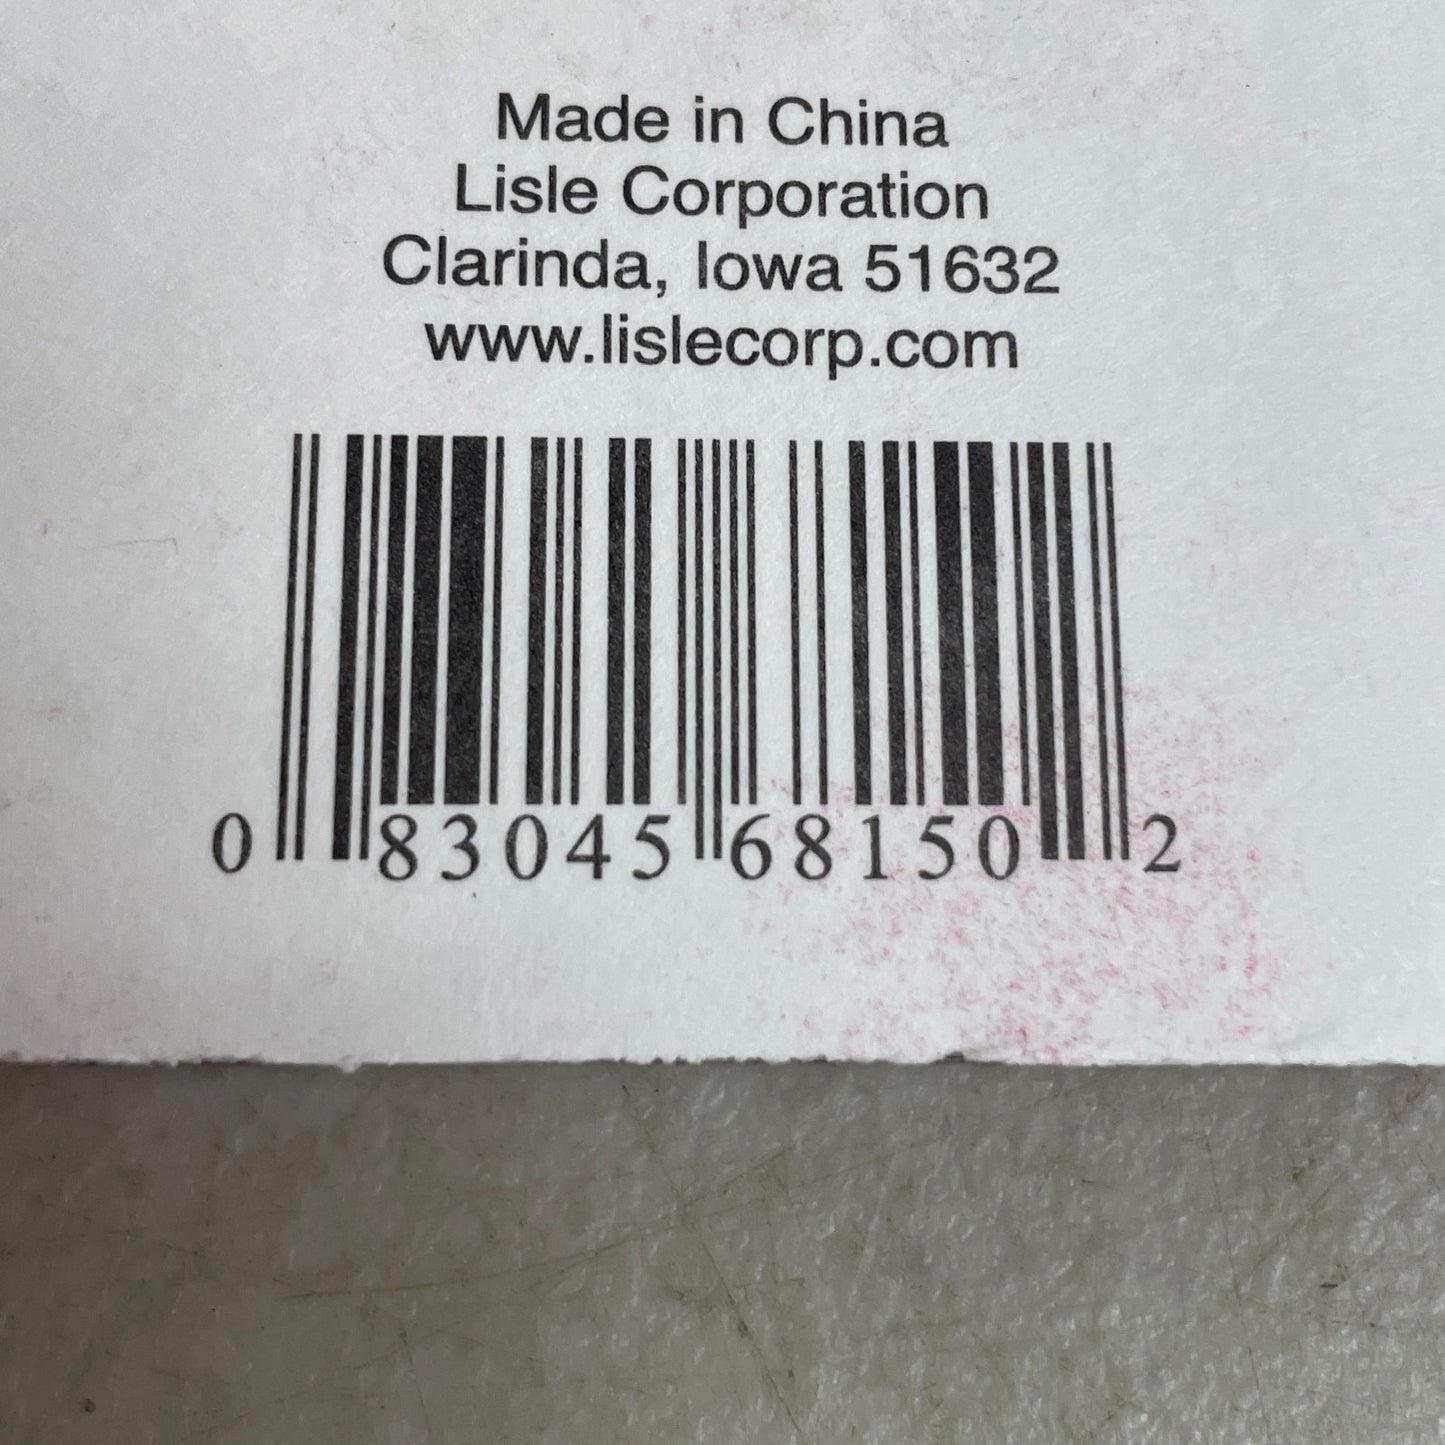 Made in China
Lisle Corporation
Clarinda, Iowa 51632
www.lislecorp.com
0 83045 68150 2